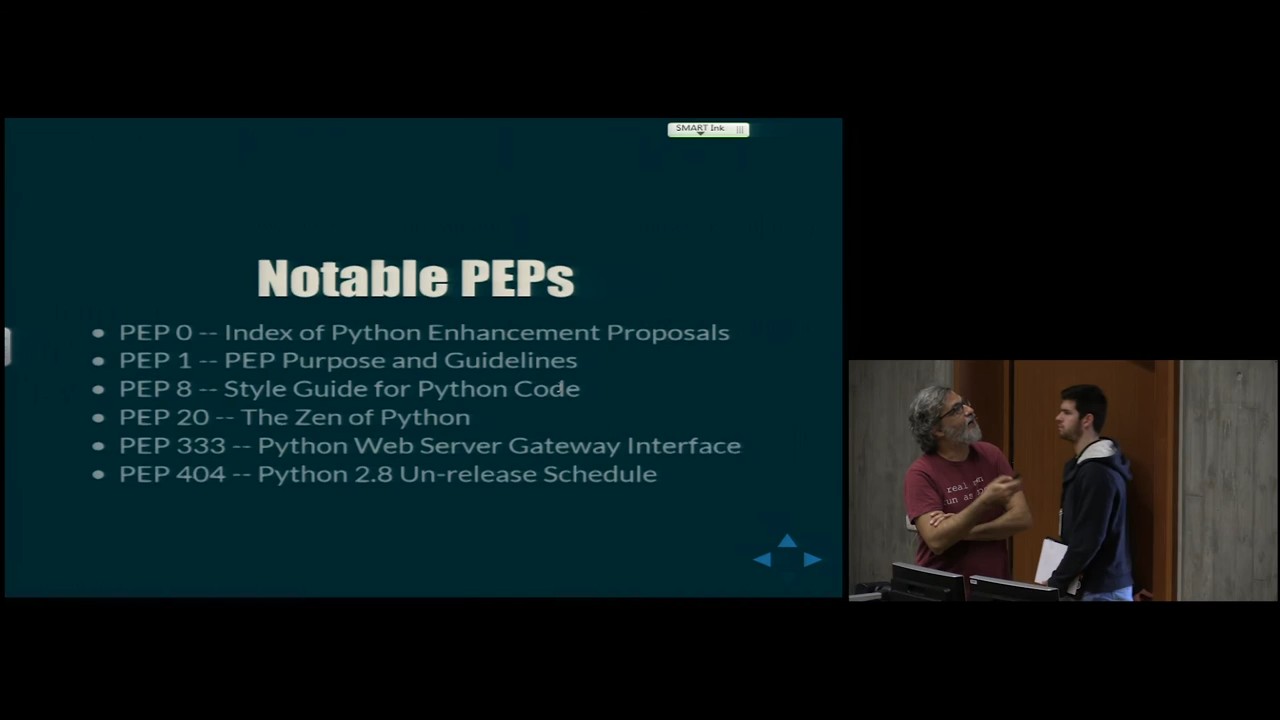 SMART Ink
Notable PEPs
PEP 0 -- Index of Python Enhancement Proposals
PEP 1 -- PEP Purpose and Guidelines
PEP 8 -- Style Guide for Python Code
PEP 20 -- The Zen of Python
PEP 333 -- Python Web Server Gateway Interface
PEP 404 -- Python 2.8 Un-release Schedule
real